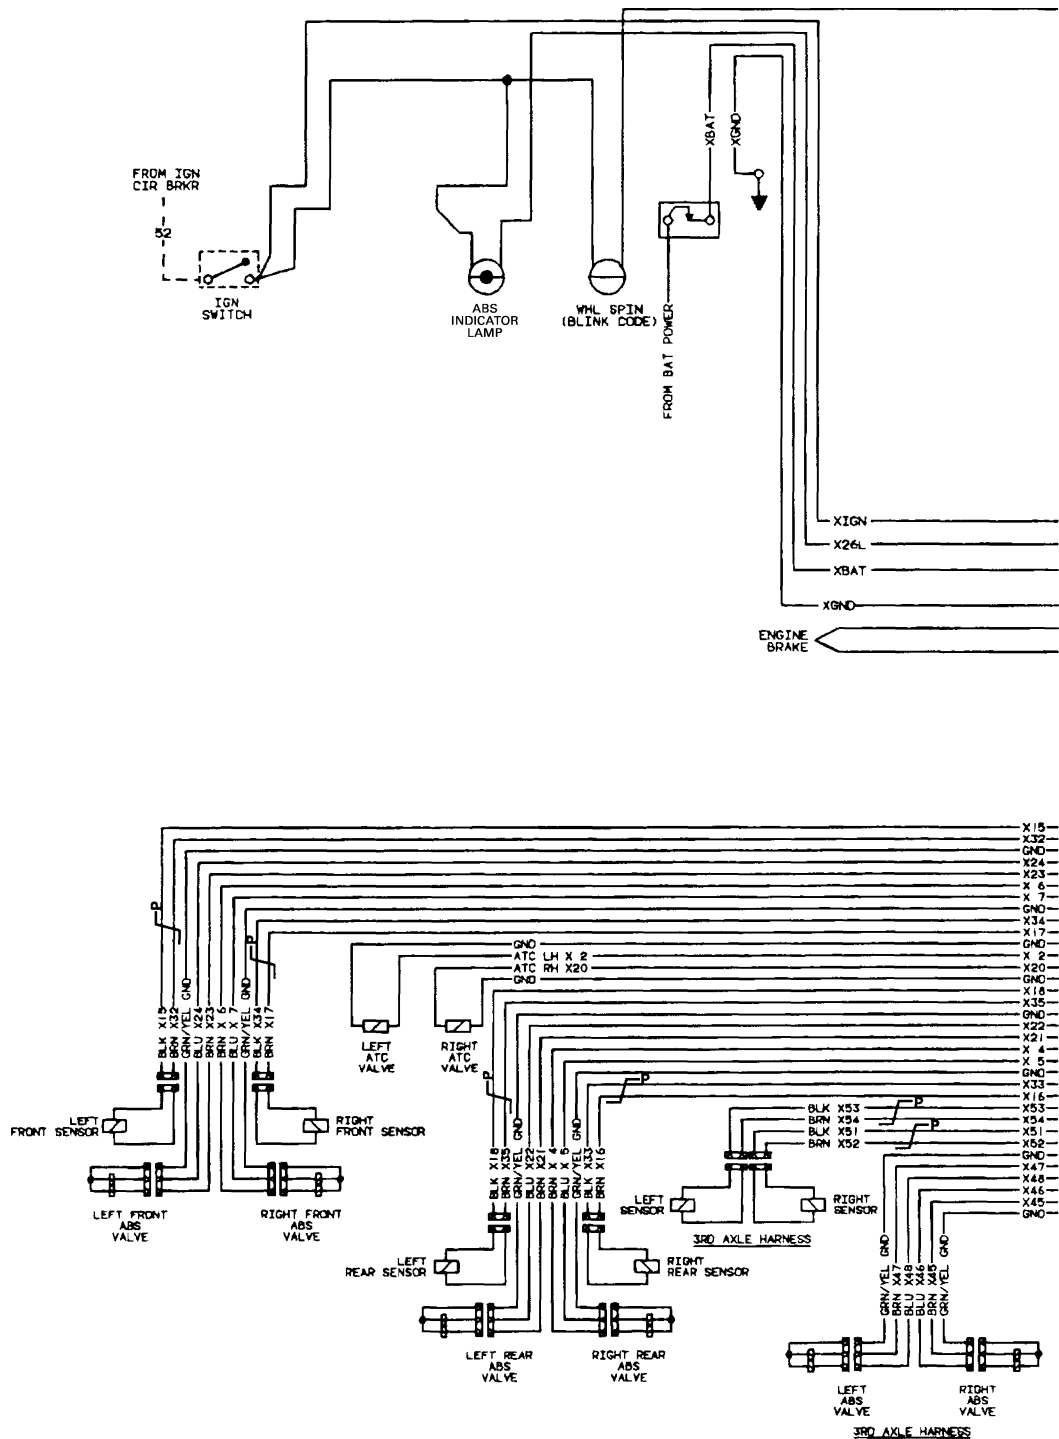 XBAT
XGND
FROM IGN
CIR BRKR
52
IGN
SWITCH
ABS
INDICATOR
LAMP
WHL SPIN
(BLINK CODE)
FROM BAT POWER
XIGN
X26L
XBAT
XGND
ENGINE
BRAKE
X15
X32
GND
X24
X23
X 6
X 7
GND
X34
X17
GND
X 2
X20
GND
X18
X35
GND
X22
X21
X 4
X 5
GND
X33
X16
X53
X54
X51
X52
GND
X47
X48
X46
X45
GND
P
P
GND
ATC LH X 2
ATC RH X20
GND
BLK X15
BRN X32
GRN/YEL GND
BLU X24
BRN X23
BRN X 6
BLU X 7
GRN/YEL GND
BLK X34
BRN X17
LEFT
ATC
VALVE
RIGHT
ATC
VALVE
LEFT
FRONT SENSOR
RIGHT
FRONT SENSOR
LEFT FRONT
ABS
VALVE
RIGHT FRONT
ABS
VALVE
P
P
BLK X18
BRN X35
GRN/YEL GND
BLU X22
BRN X21
BRN X 4
BLU X 5
GRN/YEL GND
BLK X33
BRN X16
LEFT
REAR SENSOR
RIGHT
REAR SENSOR
LEFT REAR
ABS
VALVE
RIGHT REAR
ABS
VALVE
BLK X53
BRN X54
BLK X51
BRN X52
P
P
LEFT
SENSOR
RIGHT
SENSOR
3RD AXLE HARNESS
GRN/YEL GND
BRN X47
BLU X48
BLU X46
BRN X45
GRN/YEL GND
LEFT
ABS
VALVE
RIGHT
ABS
VALVE
3RD AXLE HARNESS